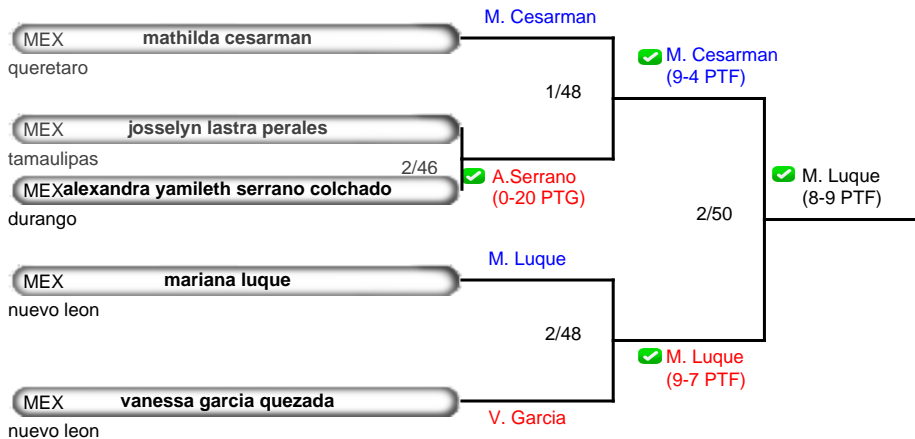 M. Cesarman
MEX mathilda cesarman
queretaro
M. Cesarman
(9-4 PTF)
1/48
MEX josselyn lastra perales
tamaulipas
2/46
MEX alexandra yamileth serrano colchado
durango
A.Serrano
(0-20 PTG)
M. Luque
(8-9 PTF)
2/50
M. Luque
MEX mariana luque
nuevo leon
2/48
M. Luque
(9-7 PTF)
MEX vanessa garcia quezada
nuevo leon
V. Garcia